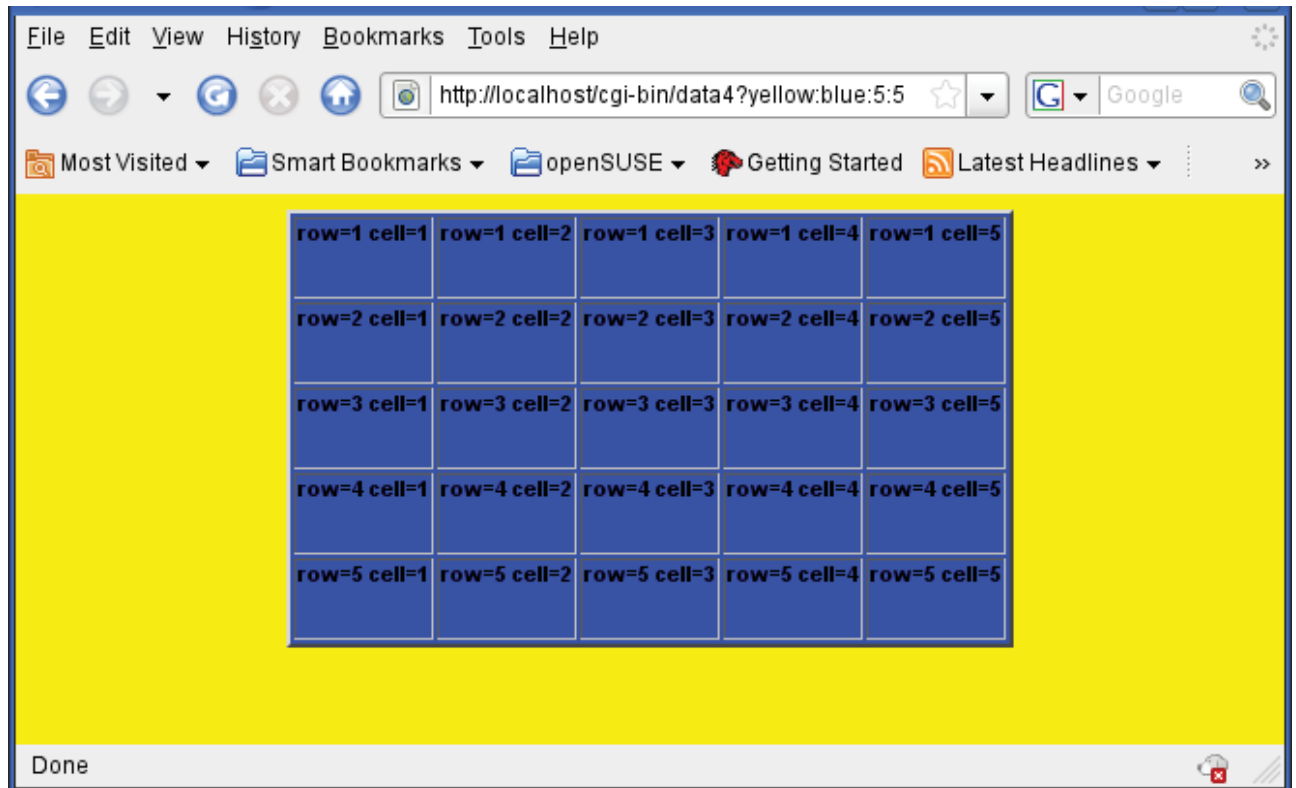 File Edit View History Bookmarks Tools Help
http://localhost/cgi-bin/data4?yellow:blue:5:5 G Google
Most Visited Smart Bookmarks openSUSE Getting Started Latest Headlines »
row=1 cell=1 row=1 cell=2 row=1 cell=3 row=1 cell=4 row=1 cell=5
row=2 cell=1 row=2 cell=2 row=2 cell=3 row=2 cell=4 row=2 cell=5
row=3 cell=1 row=3 cell=2 row=3 cell=3 row=3 cell=4 row=3 cell=5
row=4 cell=1 row=4 cell=2 row=4 cell=3 row=4 cell=4 row=4 cell=5
row=5 cell=1 row=5 cell=2 row=5 cell=3 row=5 cell=4 row=5 cell=5
Done